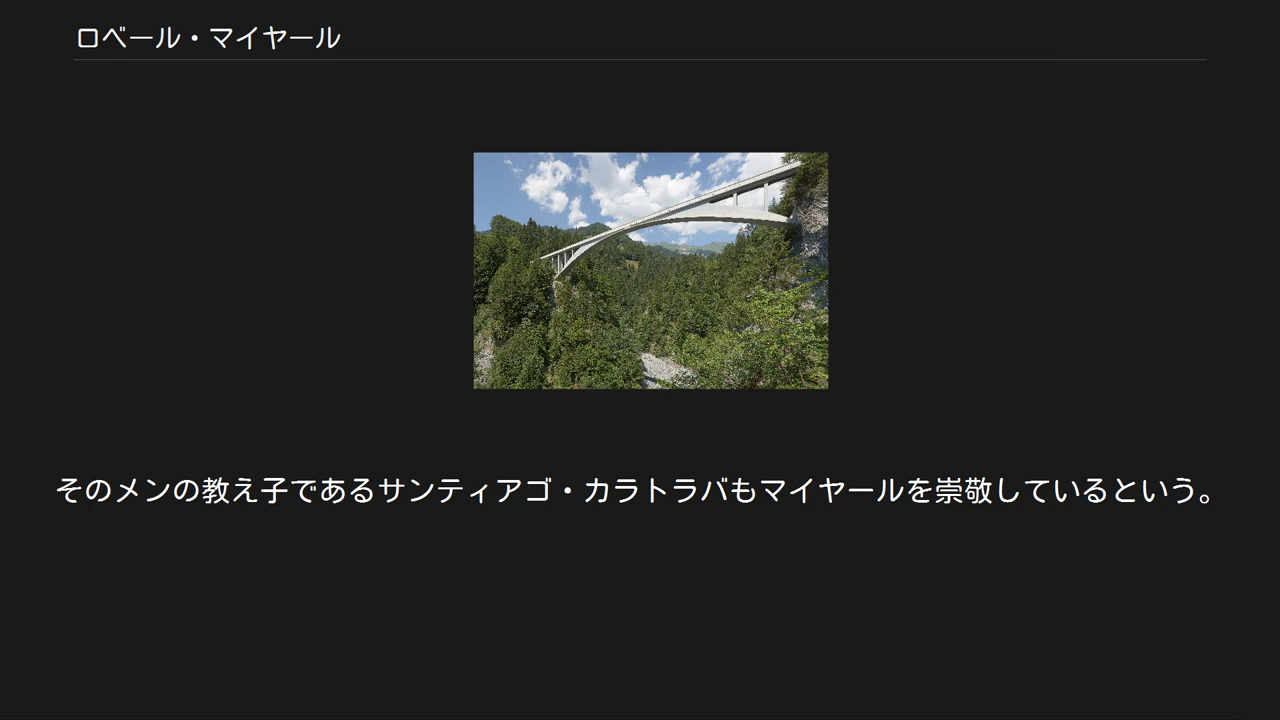 ロベール・マイヤール
そのメンの教え子であるサンティアゴ・カラトラバもマイヤールを崇敬しているという。